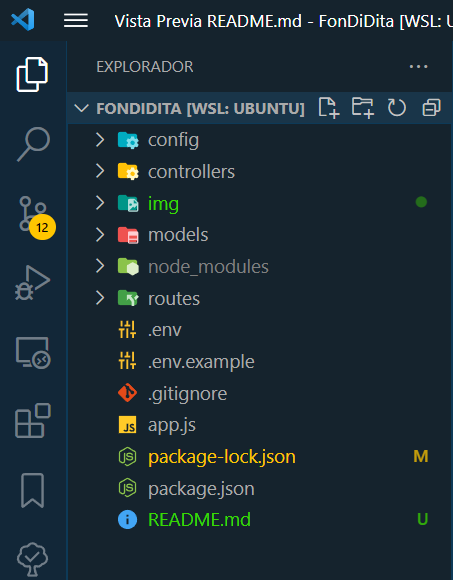 Vista Previa README.md - FonDiDita [WSL: U
EXPLORADOR
FONDIDITA [WSL: UBUNTU]
config
controllers
img
12
models
node_modules
routes
.env
.env.example
.gitignore
JS app.js
package-lock.json M
package.json
README.md U